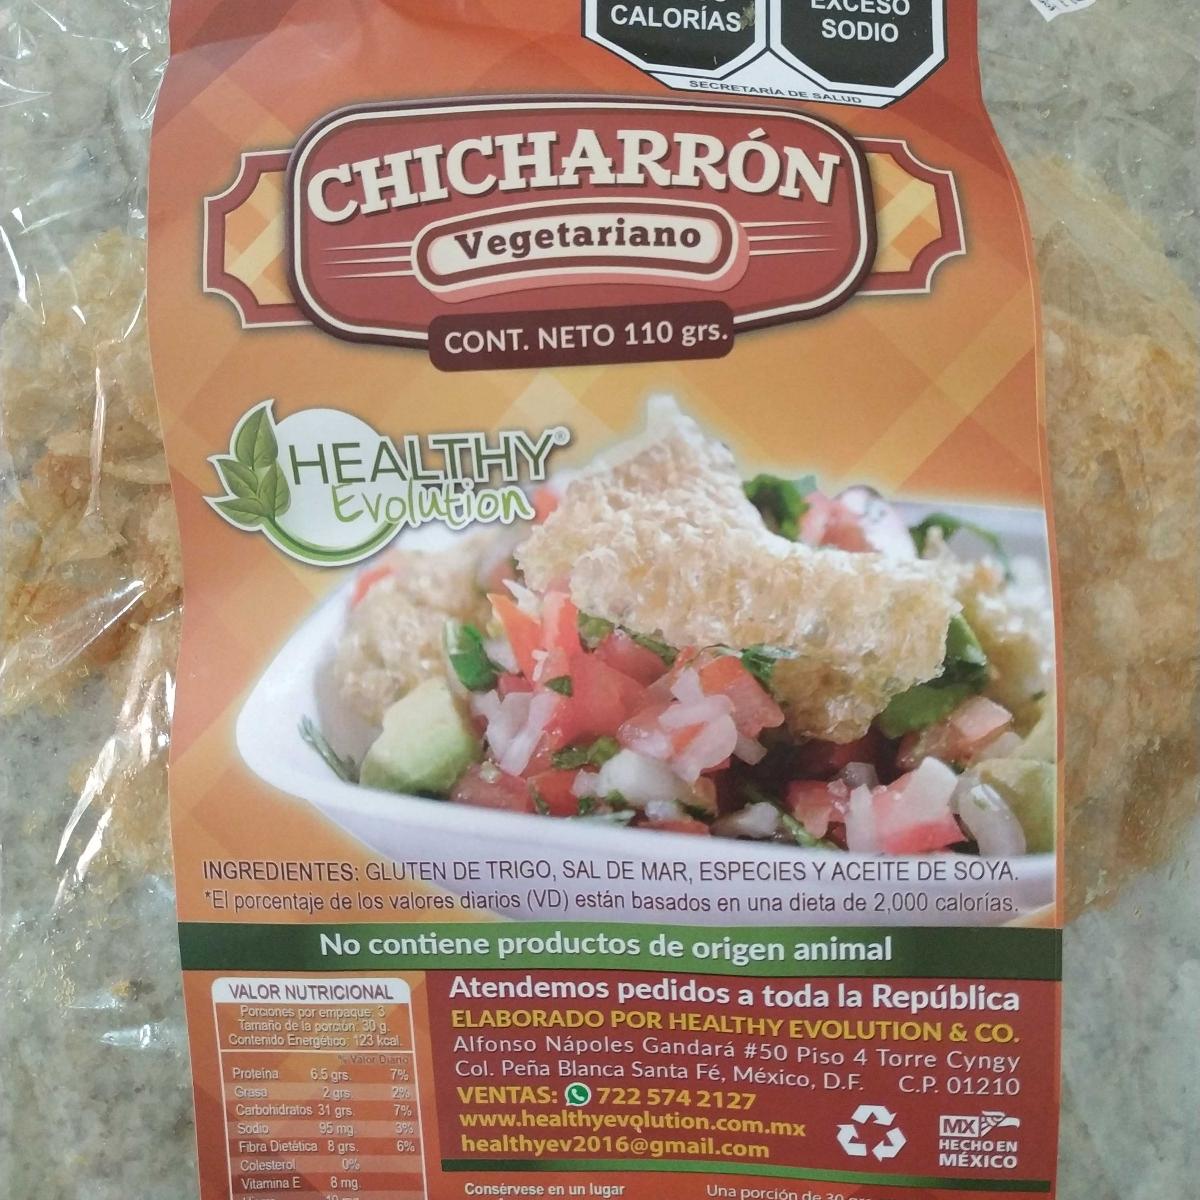 CALORÍAS
EXCESO
SODIO
SECRETARÍA DE SALUD
CHICHARRÓN
Vegetariano
CONT. NETO 110 grs.
HEALTHY®
Evolution
INGREDIENTES: GLUTEN DE TRIGO, SAL DE MAR, ESPECIES Y ACEITE DE SOYA.
*El porcentaje de los valores diarios (VD) están basados en una dieta de 2,000 calorías.
No contiene productos de origen animal
VALOR NUTRICIONAL
Porciones por empaque: 3
Tamaño de la porción: 30 g.
Contenido Energético: 123 kcal.
% Valor Diario
Proteína 6.5 grs. 7%
Grasa 2 grs. 2%
Carbohidratos 31 grs. 7%
Sodio 95 mg. 3%
Fibra Dietética 8 grs. 6%
Colesterol 0%
Vitamina E 8 mg.
Atendemos pedidos a toda la República
ELABORADO POR HEALTHY EVOLUTION & CO.
Alfonso Nápoles Gandará #50 Piso 4 Torre Cyngy
Col. Peña Blanca Santa Fé, México, D.F. C.P. 01210
VENTAS: 722 574 2127
www.healthyevolution.com.mx
healthyev2016@gmail.com
MX
HECHO EN
MÉXICO
Consérvese en un lugar
Una porción de 30